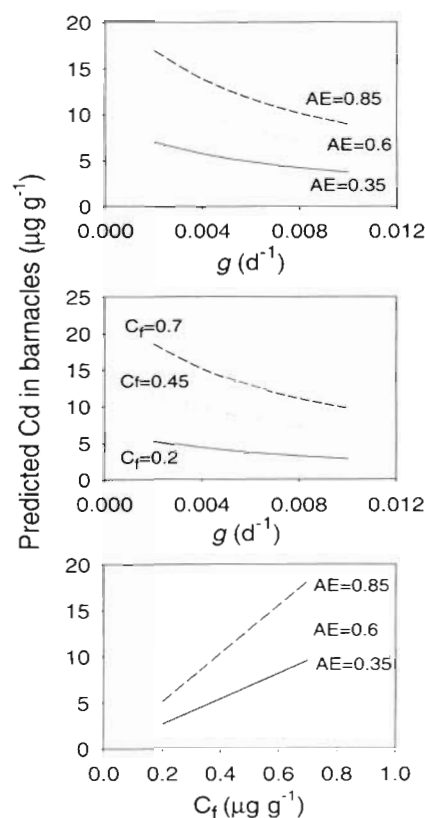 Predicted Cd in barnacles (µg g⁻¹)
20
15
10
5
0
AE=0.85
AE=0.6
AE=0.35
0.000 0.004 0.008 0.012
g (d⁻¹)
25
20
15
10
5
0
C_f=0.7
Cf=0.45
C_f=0.2
0.000 0.004 0.008 0.012
g (d⁻¹)
20
15
10
5
0
AE=0.85
AE=0.6
AE=0.35
0.0 0.2 0.4 0.6 0.8 1.0
C_f (µg g⁻¹)